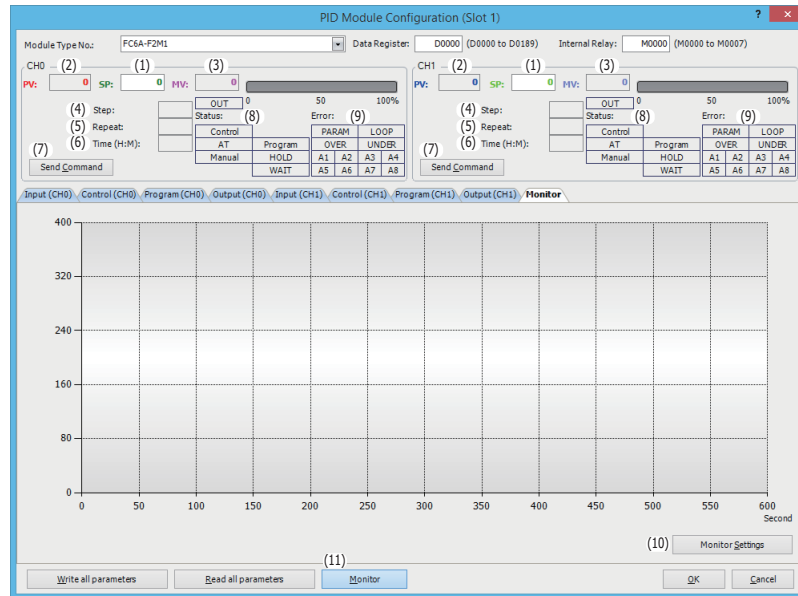 PID Module Configuration (Slot 1)
? ×
Module Type No.: FC6A-F2M1 Data Register: D0000 (D0000 to D0189) Internal Relay: M0000 (M0000 to M0007)
CH0 (2) (1) (3)
PV: 0 SP: 0 MV: 0
OUT 0 50 100%
(4) Step:
(5) Repeat:
(6) Time (H:M):
(7)
Send Command
Status: (8)
Control
AT Program
Manual HOLD
WAIT
Error: (9)
PARAM LOOP
OVER UNDER
A1 A2 A3 A4
A5 A6 A7 A8
CH1 (2) (1) (3)
PV: 0 SP: 0 MV: 0
OUT 0 50 100%
(4) Step:
(5) Repeat:
(6) Time (H:M):
(7)
Send Command
Status: (8)
Control
AT Program
Manual HOLD
WAIT
Error: (9)
PARAM LOOP
OVER UNDER
A1 A2 A3 A4
A5 A6 A7 A8
Input (CH0) Control (CH0) Program (CH0) Output (CH0) Input (CH1) Control (CH1) Program (CH1) Output (CH1) Monitor
400
320
240
160
80
0
0 50 100 150 200 250 300 350 400 450 500 550 600
Second
(10) Monitor Settings
(11)
Write all parameters Read all parameters Monitor OK Cancel